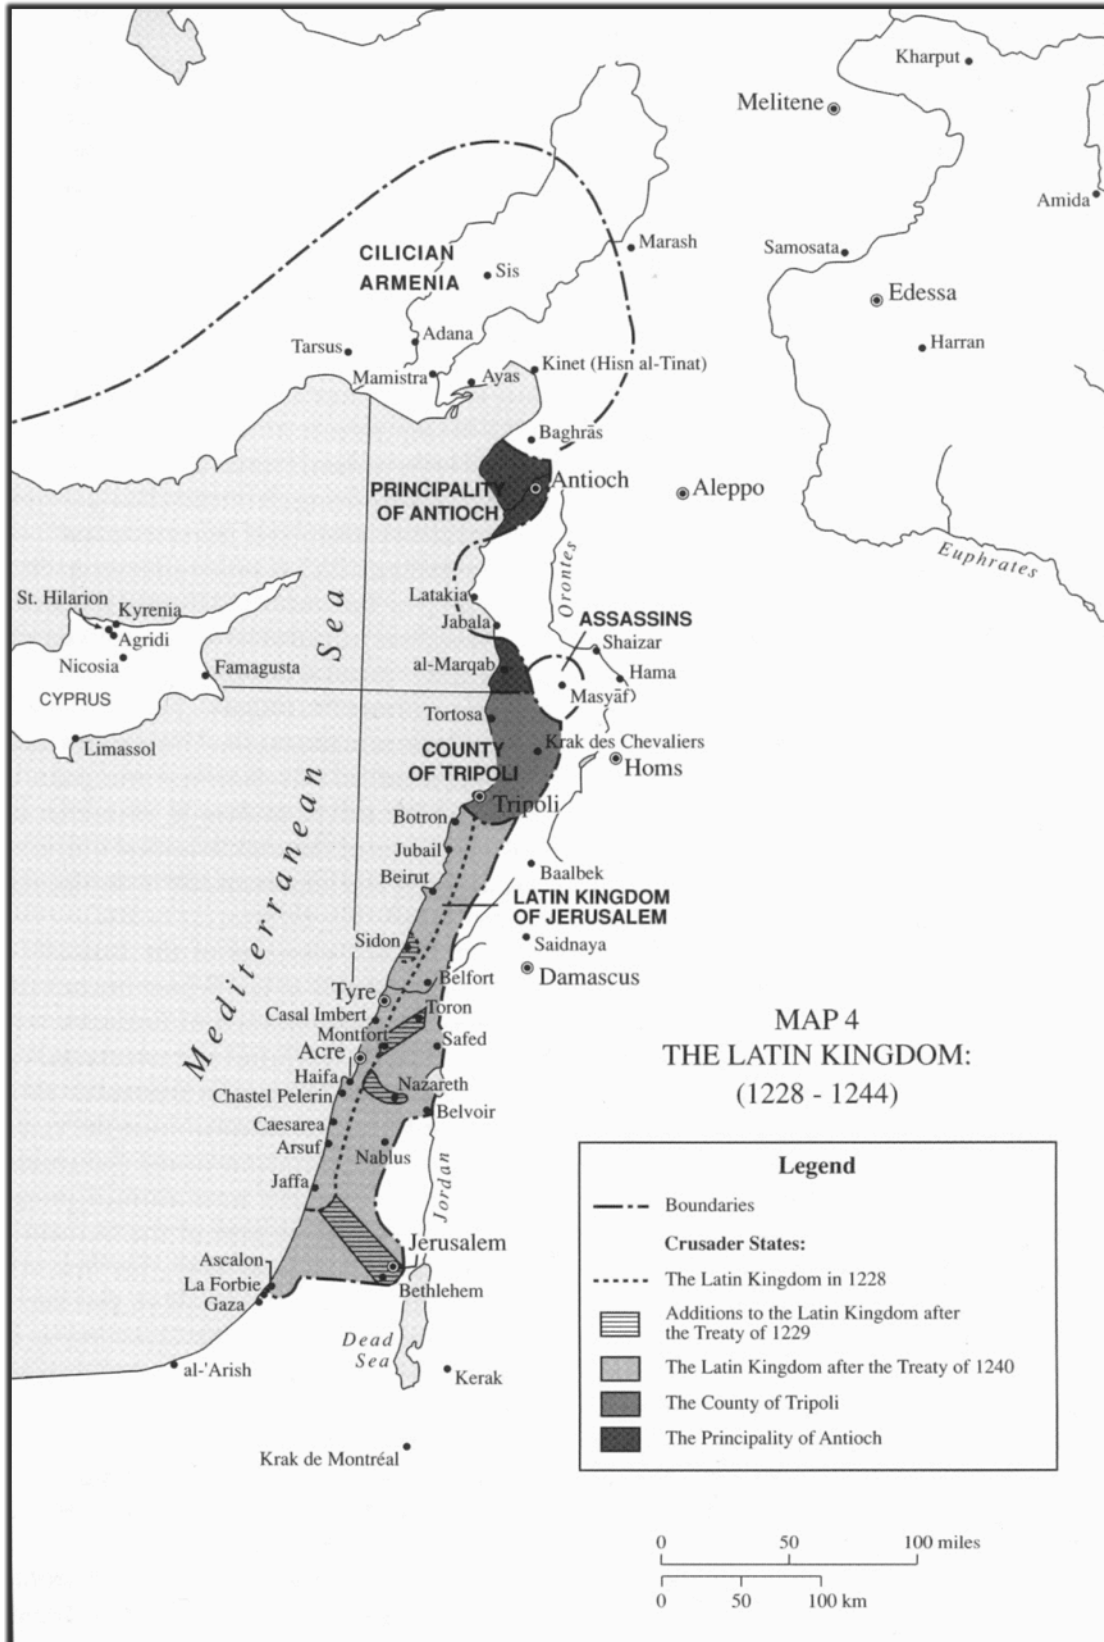 Kharput
Melitene
Amida
Marash
Samosata
CILICIAN
ARMENIA
Sis
Edessa
Adana
Harran
Tarsus
Kinet (Hisn al-Tinat)
Mamistra
Ayas
Baghrās
Antioch
Aleppo
PRINCIPALITY
OF ANTIOCH
Euphrates
Orontes
St. Hilarion
Kyrenia
Latakia
Agridi
Jabala
ASSASSINS
Shaizar
Nicosia
Famagusta
al-Marqab
Hama
CYPRUS
Masyāf
Tortosa
Limassol
Krak des Chevaliers
COUNTY
OF TRIPOLI
Homs
Tripoli
Botron
Mediterranean Sea
Jubail
Baalbek
Beirut
LATIN KINGDOM
OF JERUSALEM
Sidon
Saidnaya
Belfort
Damascus
Tyre
Toron
Casal Imbert
Montfort
Safed
Acre
Haifa
Nazareth
Chastel Pelerin
Belvoir
Caesarea
Arsuf
Nablus
Jordan
Jaffa
Jerusalem
Ascalon
La Forbie
Bethlehem
Gaza
Dead
Sea
al-'Arish
Kerak
Krak de Montréal
MAP 4
THE LATIN KINGDOM:
(1228 - 1244)
Legend
Boundaries
Crusader States:
The Latin Kingdom in 1228
Additions to the Latin Kingdom after
the Treaty of 1229
The Latin Kingdom after the Treaty of 1240
The County of Tripoli
The Principality of Antioch
0 50 100 miles
0 50 100 km